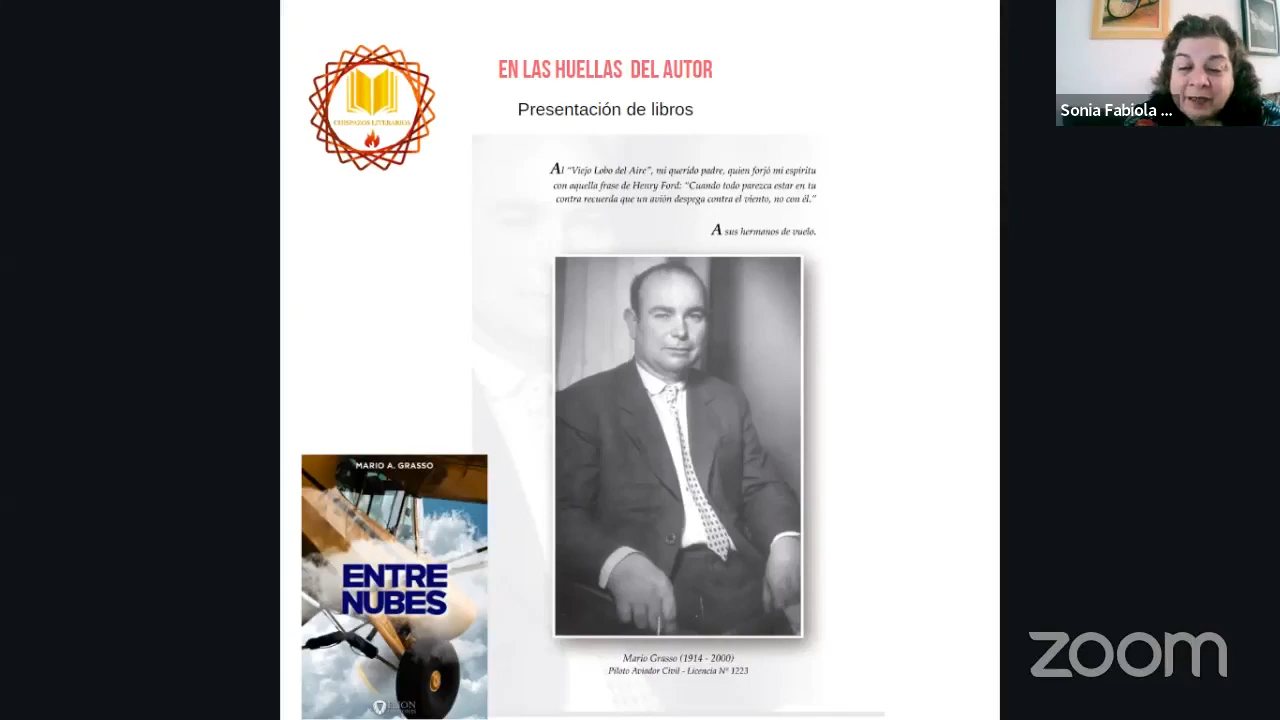 EN LAS HUELLAS DEL AUTOR
Presentación de libros
CHISPAZOS LITERARIOS
Sonia Fabiola ...
Al "Viejo Lobo del Aire", mi querido padre, quien forjó mi espíritu
con aquella frase de Henry Ford: "Cuando todo parezca estar en tu
contra recuerda que un avión despega contra el viento, no con él."
A sus hermanos de vuelo.
MARIO A. GRASSO
ENTRE
NUBES
Mario Grasso (1914 - 2000)
Piloto Aviador Civil - Licencia Nº 1223
zoom